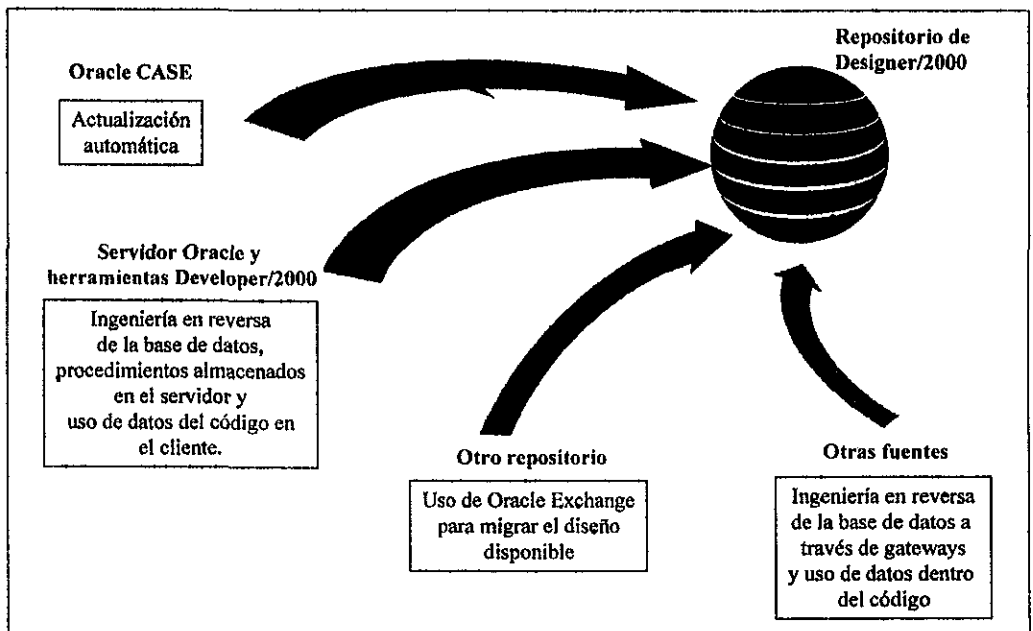 Repositorio de
Designer/2000
Oracle CASE
Actualización
automática
Servidor Oracle y
herramientas Developer/2000
Ingeniería en reversa
de la base de datos,
procedimientos almacenados
en el servidor y
uso de datos del código en
el cliente.
Otro repositorio
Uso de Oracle Exchange
para migrar el diseño
disponible
Otras fuentes
Ingeniería en reversa
de la base de datos a
través de gateways
y uso de datos dentro
del código